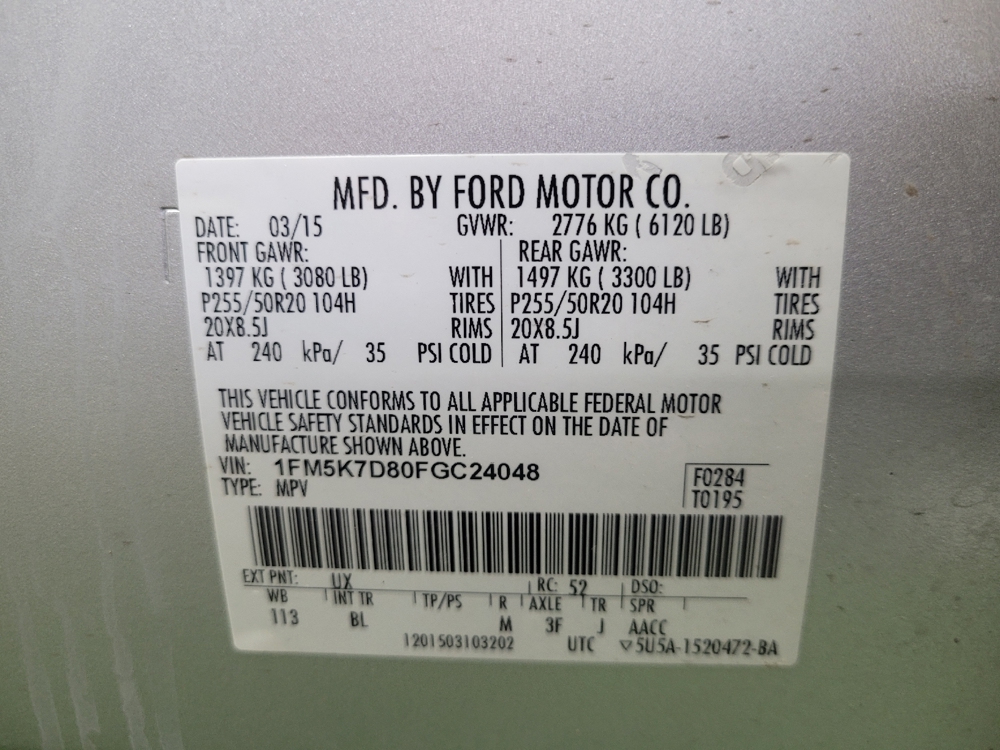 MFD. BY FORD MOTOR CO.
DATE: 03/15 GVWR: 2776 KG ( 6120 LB)
FRONT GAWR: REAR GAWR:
1397 KG ( 3080 LB) WITH 1497 KG ( 3300 LB) WITH
P255/50R20 104H TIRES P255/50R20 104H TIRES
20X8.5J RIMS 20X8.5J RIMS
AT 240 kPa/ 35 PSI COLD AT 240 kPa/ 35 PSI COLD
THIS VEHICLE CONFORMS TO ALL APPLICABLE FEDERAL MOTOR
VEHICLE SAFETY STANDARDS IN EFFECT ON THE DATE OF
MANUFACTURE SHOWN ABOVE.
VIN: 1FM5K7D80FGC24048 F0284
TYPE: MPV T0195
EXT PNT: UX RC: 52 DSO:
WB INT TR TP/PS R AXLE TR SPR
113 BL M 3F J AACC
1201503103202 UTC ▽5U5A-1520472-BA